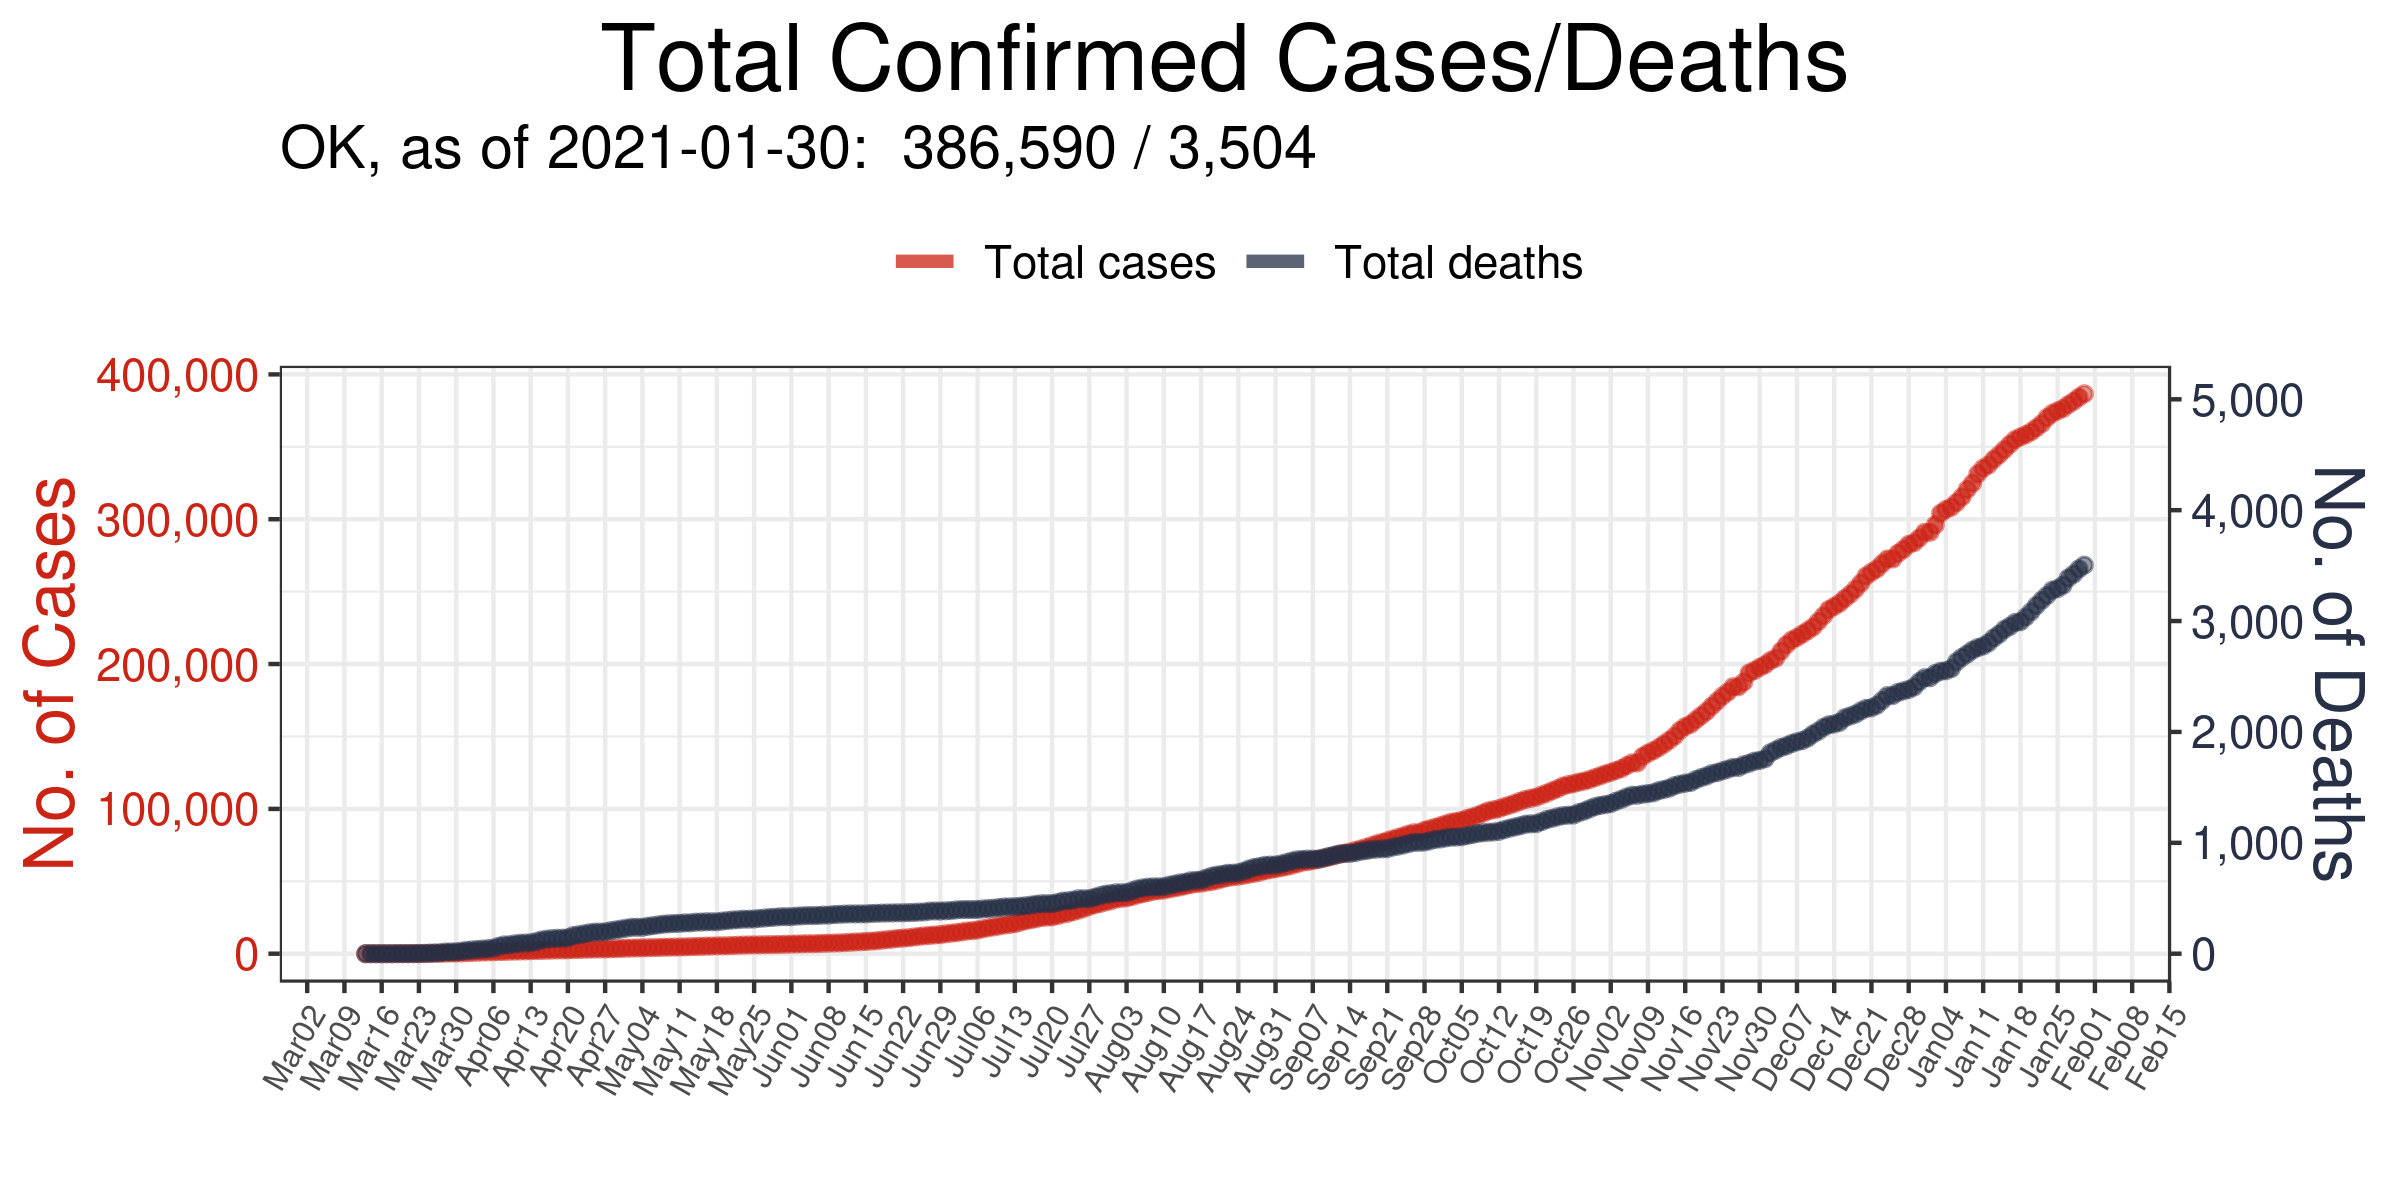 Total Confirmed Cases/Deaths
OK, as of 2021-01-30: 386,590 / 3,504
Total cases
Total deaths
No. of Cases
400,000
300,000
200,000
100,000
0
5,000
4,000
3,000
2,000
1,000
0
No. of Deaths
Mar02
Mar09
Mar16
Mar23
Mar30
Apr06
Apr13
Apr20
Apr27
May04
May11
May18
May25
Jun01
Jun08
Jun15
Jun22
Jun29
Jul06
Jul13
Jul20
Jul27
Aug03
Aug10
Aug17
Aug24
Aug31
Sep07
Sep14
Sep21
Sep28
Oct05
Oct12
Oct19
Oct26
Nov02
Nov09
Nov16
Nov23
Nov30
Dec07
Dec14
Dec21
Dec28
Jan04
Jan11
Jan18
Jan25
Feb01
Feb08
Feb15